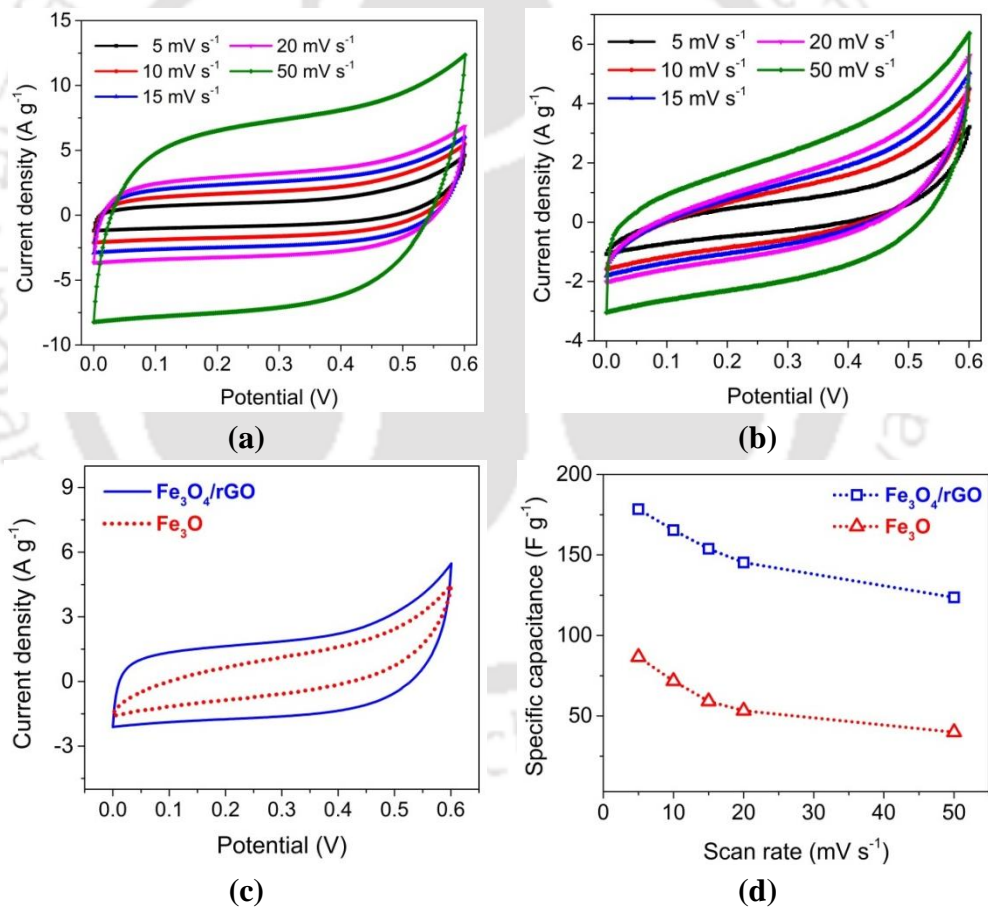 15
10
5
0
-5
-10
Current density (A g⁻¹)
5 mV s⁻¹
10 mV s⁻¹
15 mV s⁻¹
20 mV s⁻¹
50 mV s⁻¹
0.0 0.1 0.2 0.3 0.4 0.5 0.6
Potential (V)
(a)
6
4
2
0
-2
-4
Current density (A g⁻¹)
5 mV s⁻¹
10 mV s⁻¹
15 mV s⁻¹
20 mV s⁻¹
50 mV s⁻¹
0.0 0.1 0.2 0.3 0.4 0.5 0.6
Potential (V)
(b)
9
6
3
0
-3
Current density (A g⁻¹)
Fe₃O₄/rGO
Fe₃O
0.0 0.1 0.2 0.3 0.4 0.5 0.6
Potential (V)
(c)
200
150
100
50
Specific capacitance (F g⁻¹)
Fe₃O₄/rGO
Fe₃O
0 10 20 30 40 50
Scan rate (mV s⁻¹)
(d)